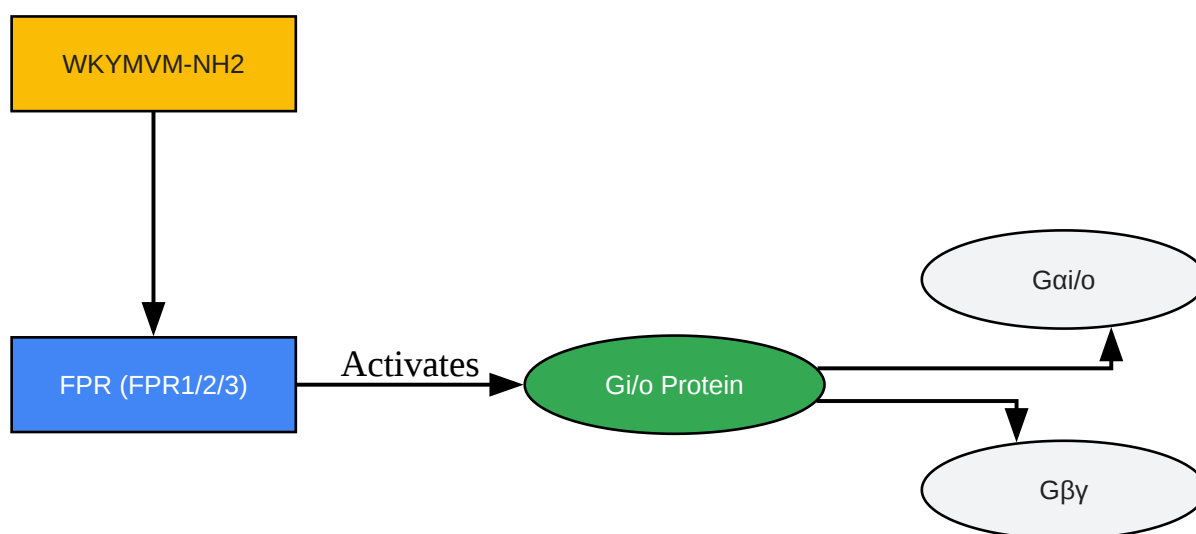 WKYMVM-NH2
FPR (FPR1/2/3)
Activates
Gi/o Protein
Gαi/o
Gβγ